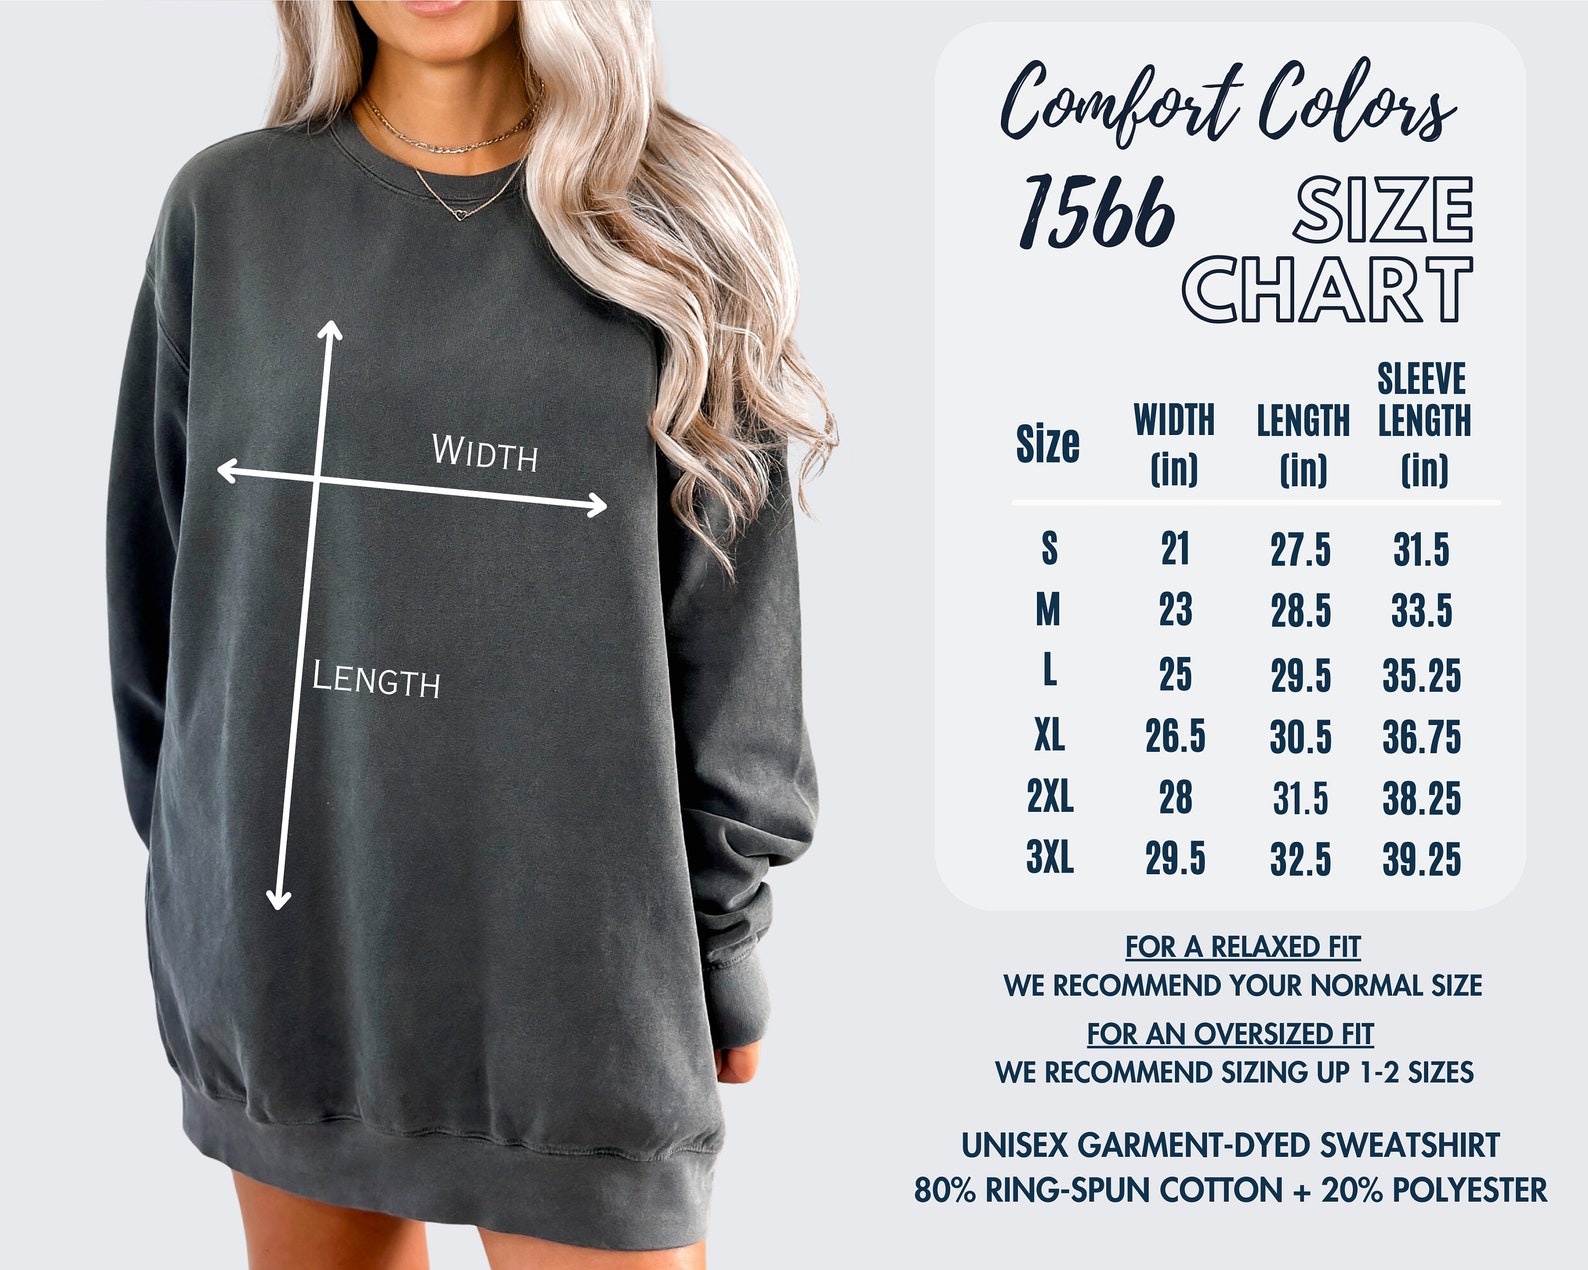 Comfort Colors
1566 SIZE
CHART
Size WIDTH (in) LENGTH (in) SLEEVE LENGTH (in)
S 21 27.5 31.5
M 23 28.5 33.5
L 25 29.5 35.25
XL 26.5 30.5 36.75
2XL 28 31.5 38.25
3XL 29.5 32.5 39.25
WIDTH
LENGTH
FOR A RELAXED FIT
WE RECOMMEND YOUR NORMAL SIZE
FOR AN OVERSIZED FIT
WE RECOMMEND SIZING UP 1-2 SIZES
UNISEX GARMENT-DYED SWEATSHIRT
80% RING-SPUN COTTON + 20% POLYESTER